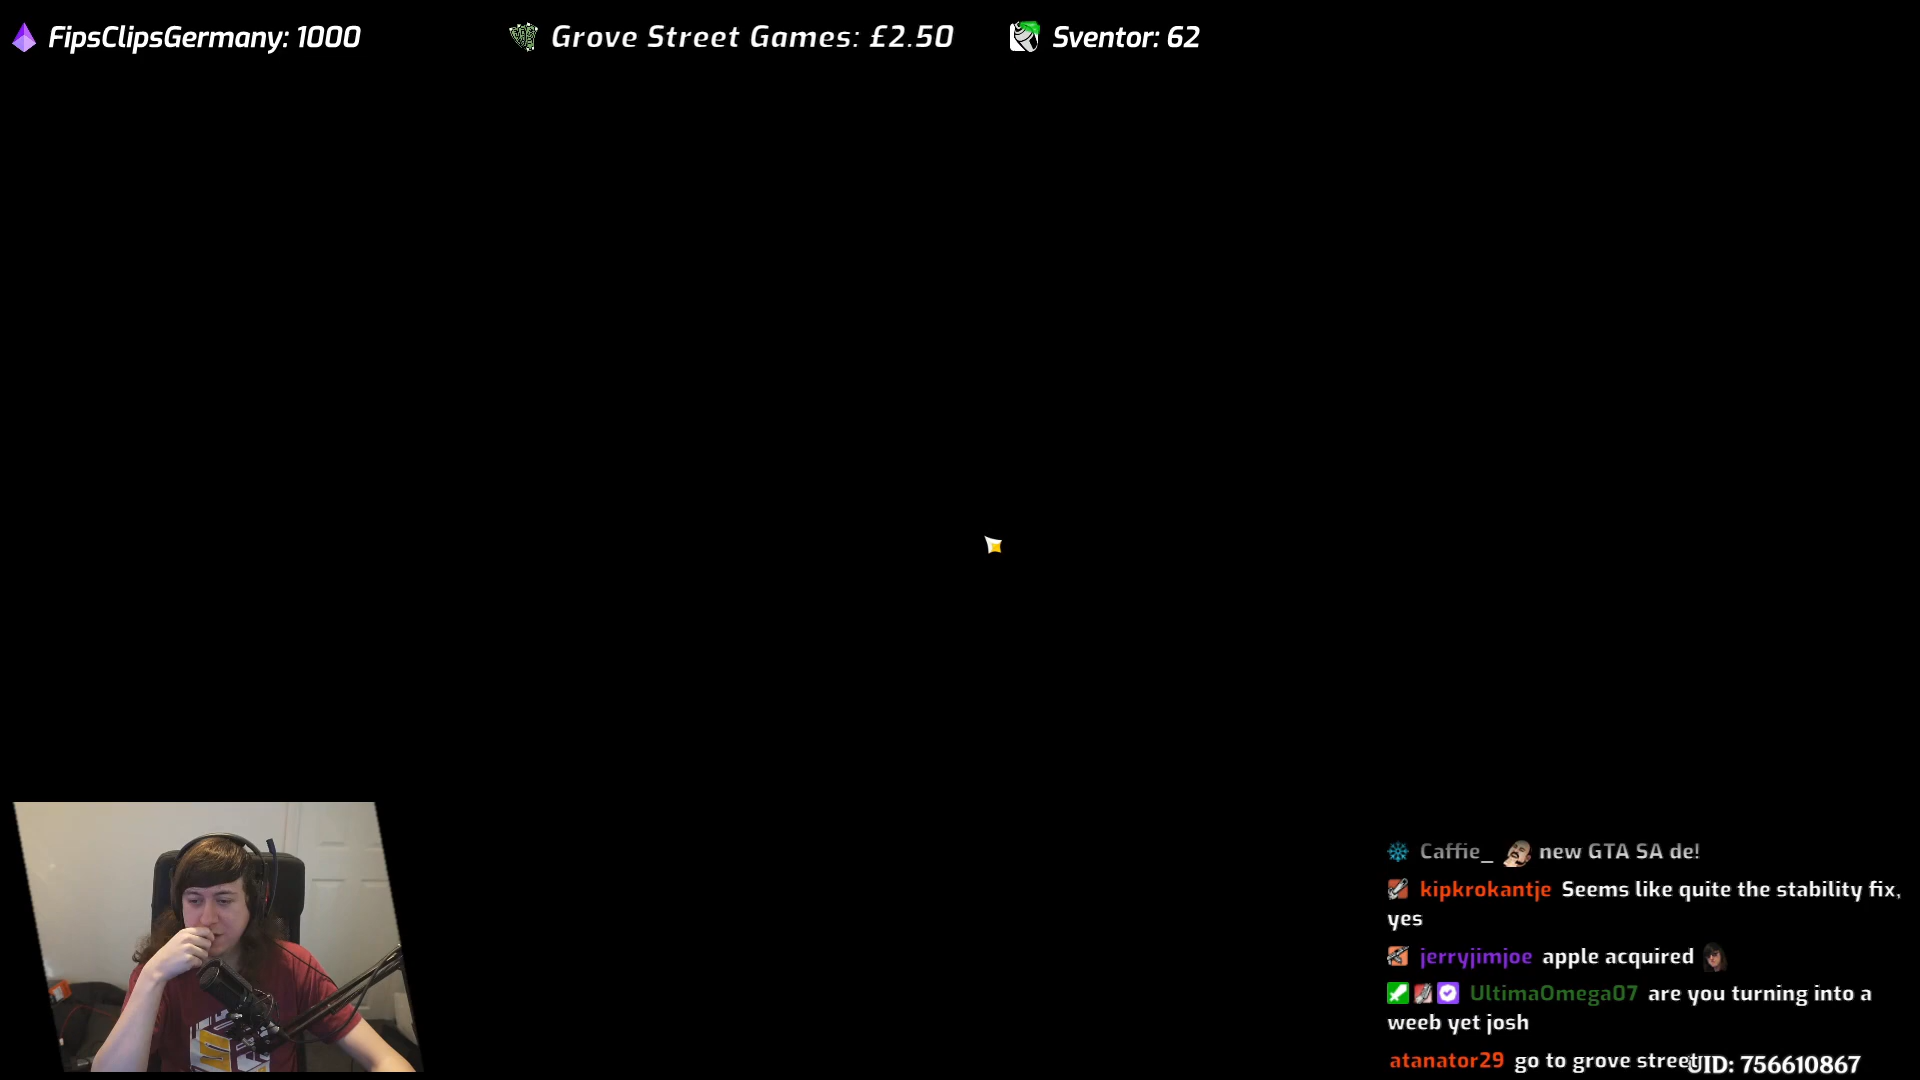 FipsClipsGermany: 1000
Grove Street Games: £2.50
Sventor: 62
Caffie_ new GTA SA de!
kipkrokantje Seems like quite the stability fix,
yes
jerryjimjoe apple acquired
UltimaOmega07 are you turning into a
weeb yet josh
atanator29 go to grove street
UID: 756610867